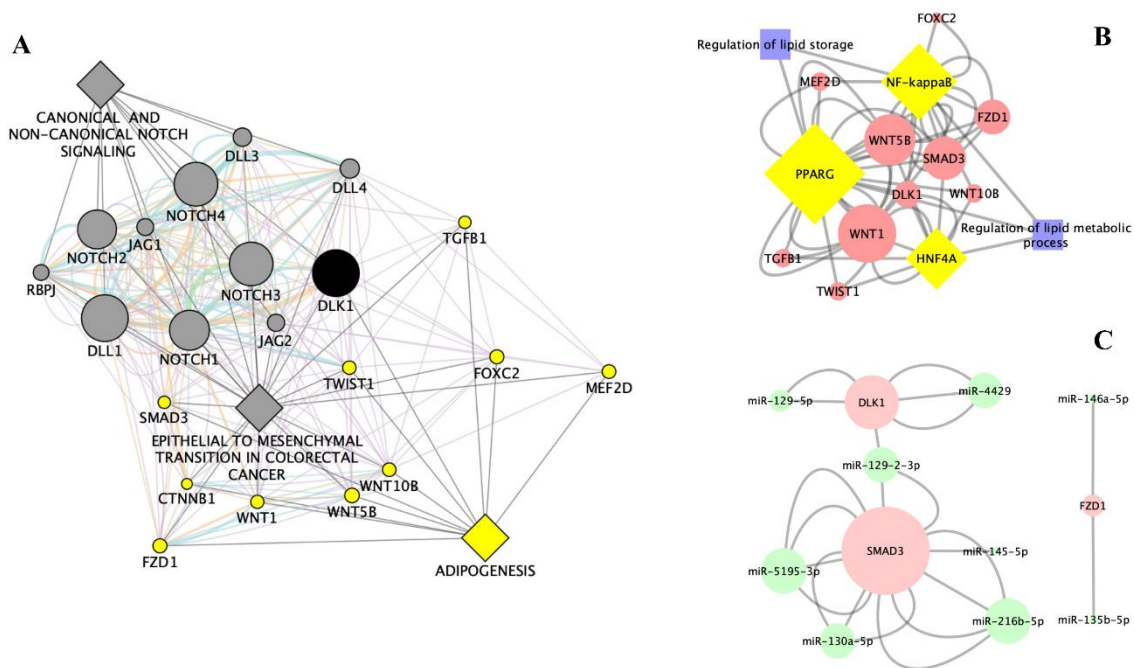 A
CANONICAL AND
NON-CANONICAL NOTCH
SIGNALING
DLL3
DLL4
NOTCH4
TGFB1
NOTCH2
JAG1
NOTCH3
RBPJ
DLK1
DLL1
NOTCH1
JAG2
TWIST1
FOXC2
MEF2D
SMAD3
EPITHELIAL TO MESENCHYMAL
TRANSITION IN COLORECTAL
CANCER
CTNNB1
WNT1
WNT5B
WNT10B
FZD1
ADIPOGENESIS
B
FOXC2
Regulation of lipid storage
MEF2D
NF-kappaB
FZD1
WNT5B
SMAD3
PPARG
DLK1
WNT10B
WNT1
Regulation of lipid metabolic
process
TGFB1
HNF4A
TWIST1
C
miR-129-5p
DLK1
miR-4429
miR-146a-5p
miR-129-2-3p
FZD1
SMAD3
miR-145-5p
miR-5195-3p
miR-216b-5p
miR-135b-5p
miR-130a-5p